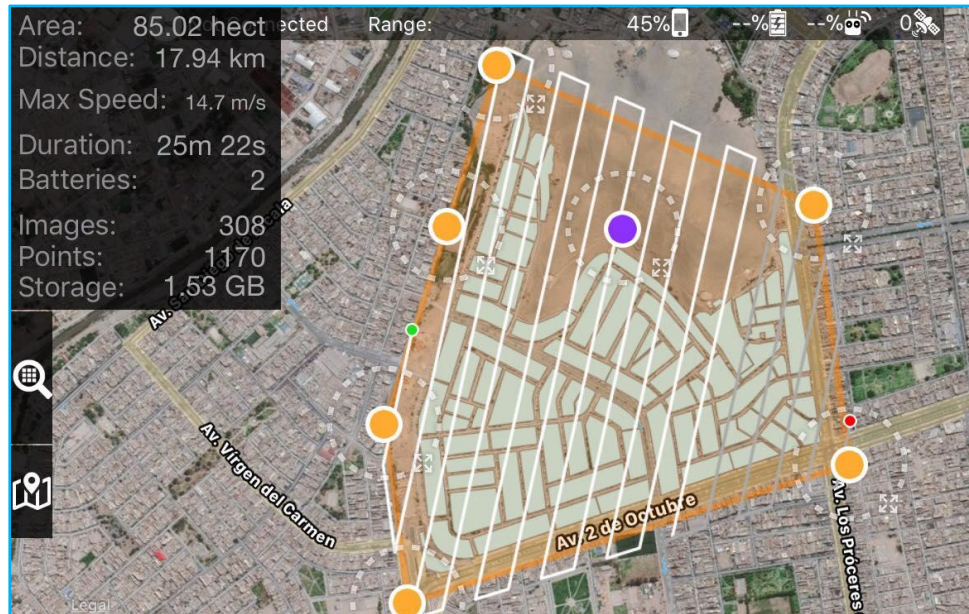 Area: 85.02 hect
Distance: 17.94 km
Max Speed: 14.7 m/s
Duration: 25m 22s
Batteries: 2
Images: 308
Points: 1170
Storage: 1.53 GB
Range:
45%
--%
--%
0
Av. Vírgen del Carmen
Av. 2 de Octubre
Av. Los Próceres
Legal